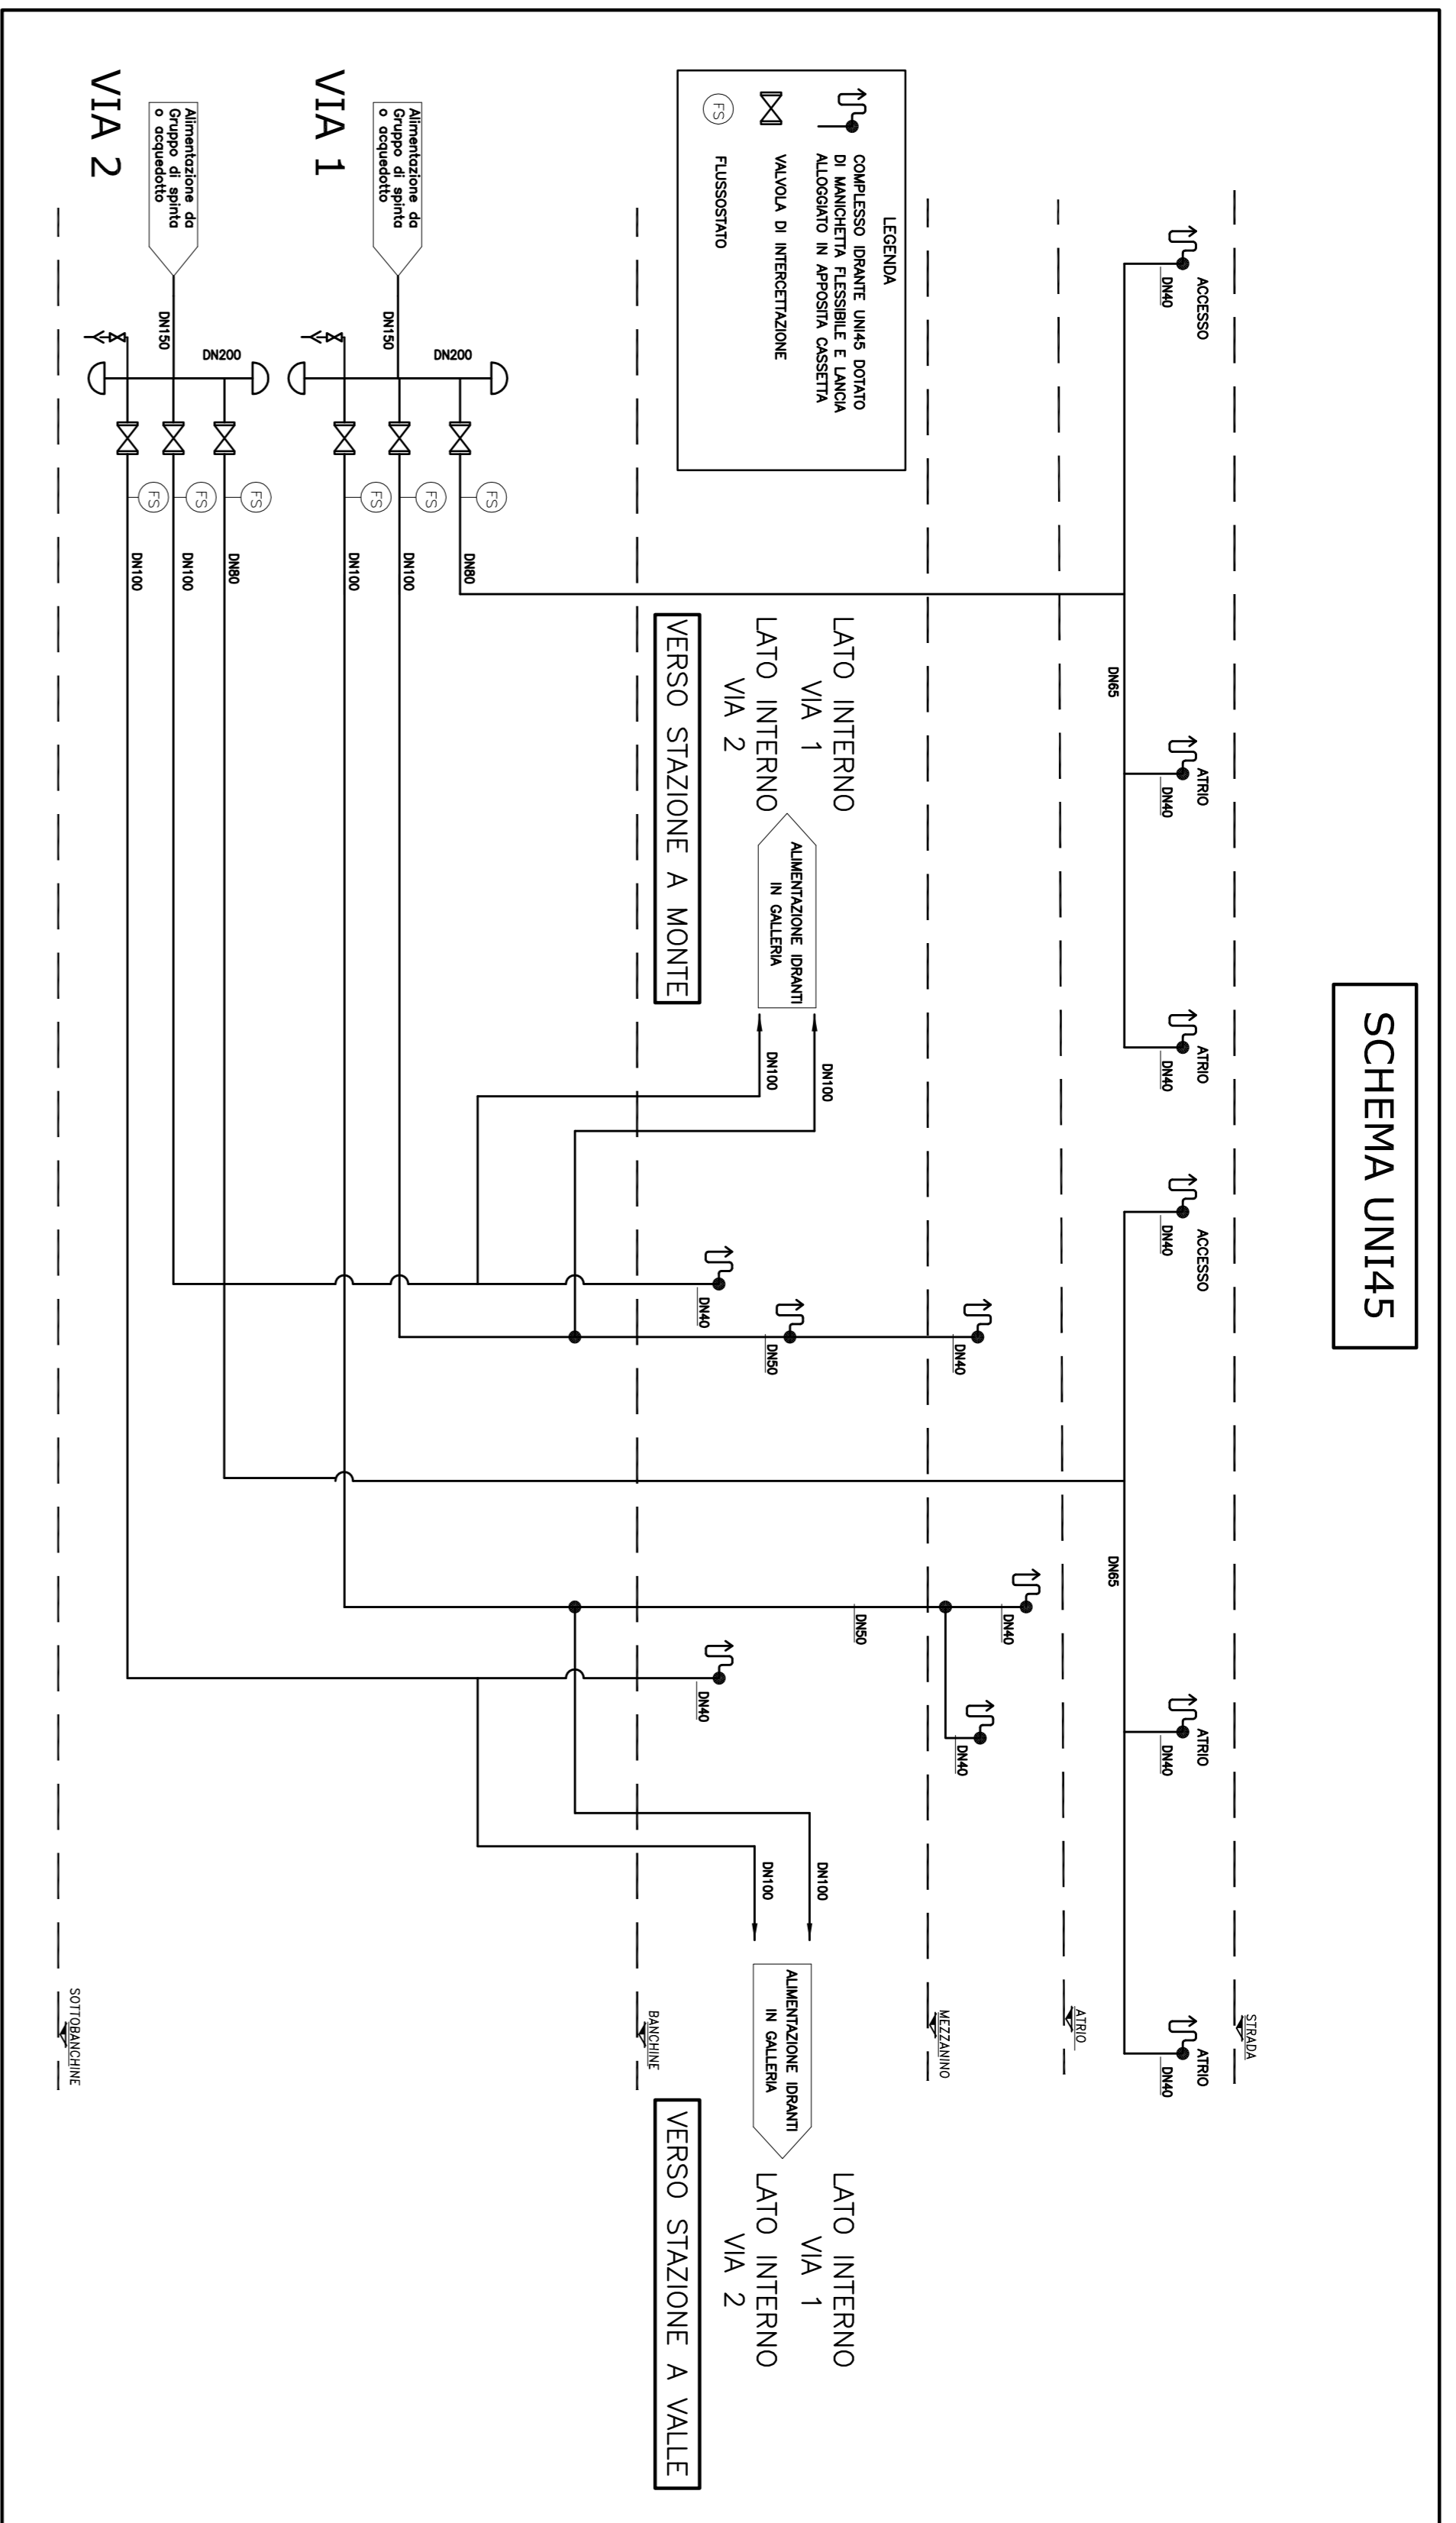 SCHEMA UNI45
STRADA
ACCESSO
DN40
ATRIO
DN40
ATRIO
DN40
ACCESSO
DN40
ATRIO
DN40
ATRIO
DN40
DN65
DN65
ATRIO
MEZZANINO
LEGENDA
COMPLESSO IDRANTE UNI45 DOTATO
DI MANICHETTA FLESSIBILE E LANCIA
ALLOGGIATO IN APPOSITA CASSETTA
VALVOLA DI INTERCETTAZIONE
FS
FLUSSOSTATO
LATO INTERNO
VIA 1
LATO INTERNO
VIA 2
ALIMENTAZIONE IDRANTI
IN GALLERIA
VERSO STAZIONE A MONTE
DN100
DN100
DN40
DN50
DN40
DN50
DN40
DN40
DN40
DN100
DN100
ALIMENTAZIONE IDRANTI
IN GALLERIA
LATO INTERNO
VIA 1
LATO INTERNO
VIA 2
VERSO STAZIONE A VALLE
BANCHINE
VIA 1
Alimentazione da
Gruppo di spinta
o acquedotto
DN150
DN200
FS
DN80
FS
DN100
FS
DN100
VIA 2
Alimentazione da
Gruppo di spinta
o acquedotto
DN150
DN200
FS
DN80
FS
DN100
FS
DN100
SOTTOBANCHINE